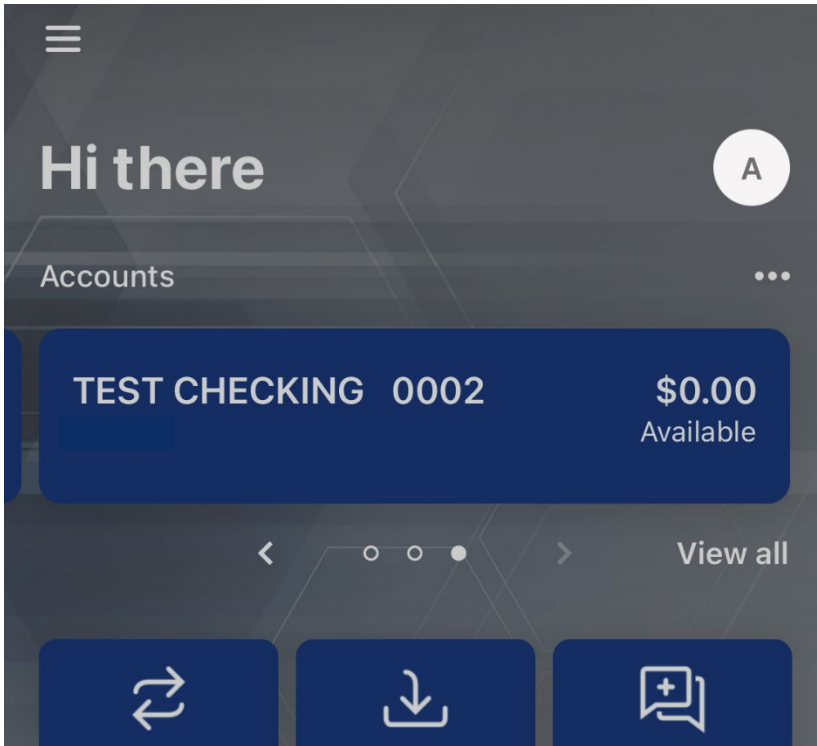 Hi there
A
Accounts
TEST CHECKING 0002 $0.00
Available
View all